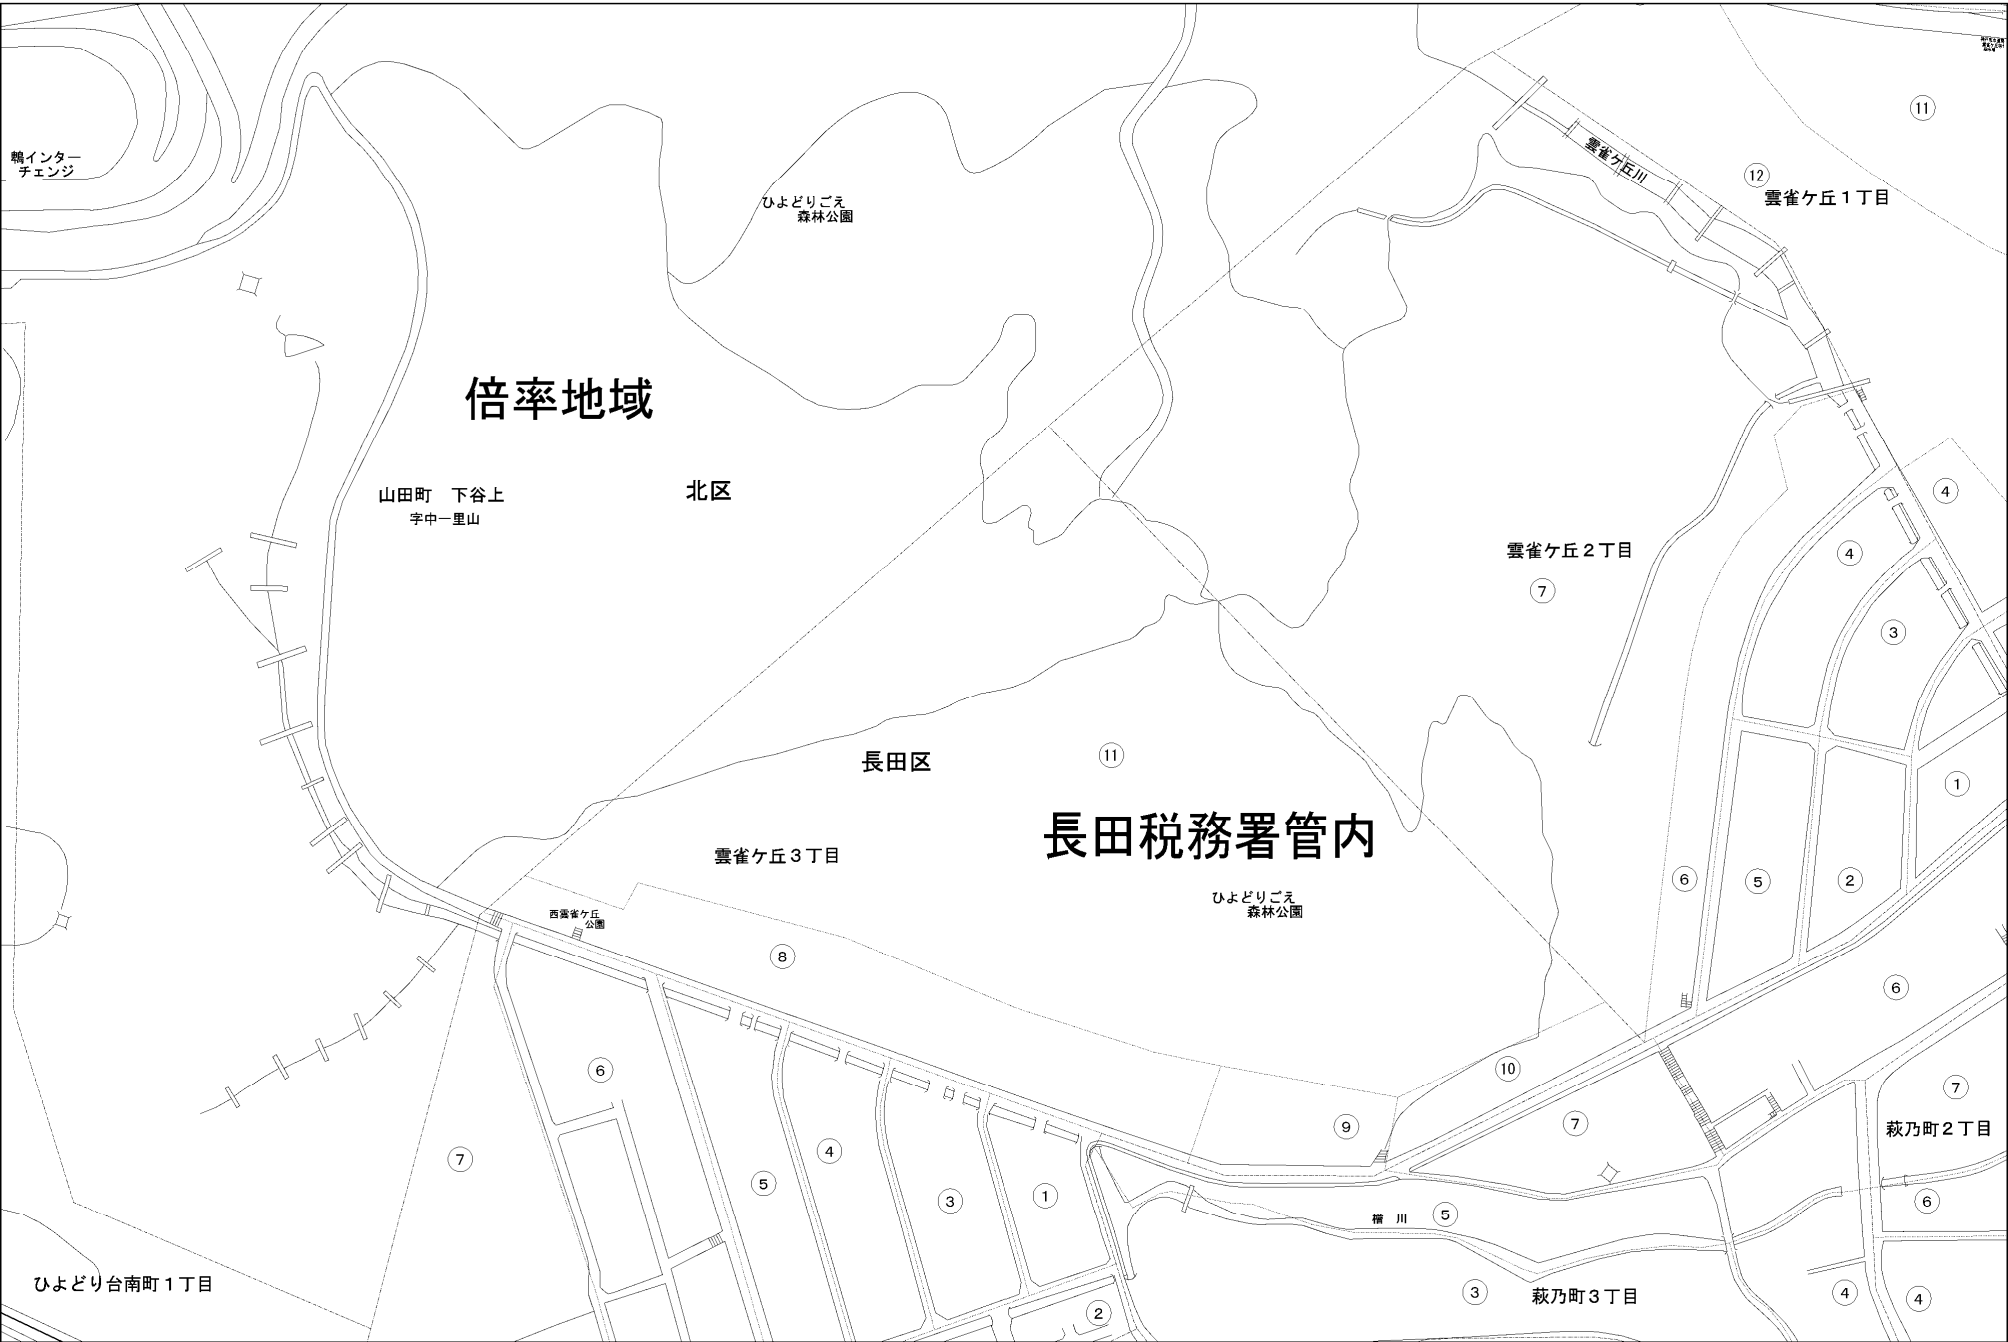 鵯インター
チェンジ
ひよどりごえ
森林公園
雲雀ケ丘川
11
12
雲雀ケ丘1丁目
倍率地域
山田町 下谷上
字中一里山
北区
雲雀ケ丘2丁目
7
4
4
3
1
長田区
11
長田税務署管内
雲雀ケ丘3丁目
ひよどりごえ
森林公園
6
5
2
西雲雀ケ丘
公園
8
6
6
10
9
7
7
萩乃町2丁目
7
5
4
3
1
6
檜 川
5
ひよどり台南町1丁目
2
3
萩乃町3丁目
4
4